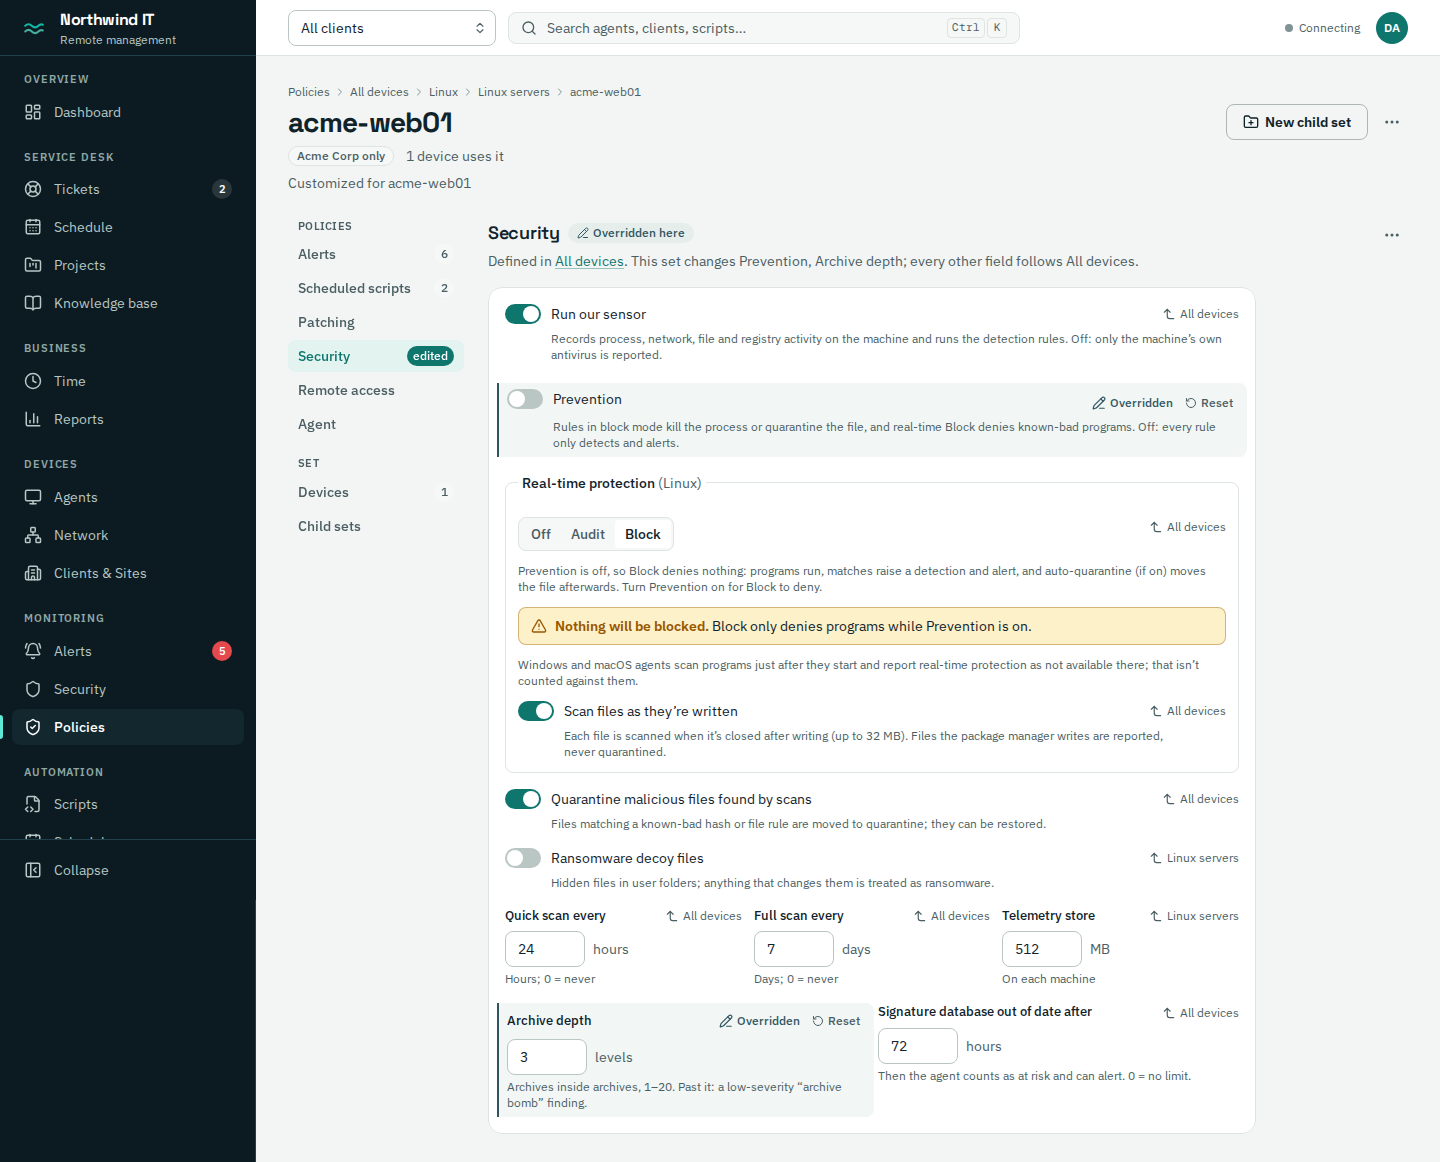 Northwind IT
Remote management
All clients
Search agents, clients, scripts...
Ctrl K
Connecting
DA
OVERVIEW
Dashboard
SERVICE DESK
Tickets 2
Schedule
Projects
Knowledge base
BUSINESS
Time
Reports
DEVICES
Agents
Network
Clients & Sites
MONITORING
Alerts 5
Security
Policies
AUTOMATION
Scripts
Collapse
Policies > All devices > Linux > Linux servers > acme-web01
acme-web01
New child set
Acme Corp only 1 device uses it
Customized for acme-web01
POLICIES
Alerts 6
Scheduled scripts 2
Patching
Security edited
Remote access
Agent
SET
Devices 1
Child sets
Security Overridden here
Defined in All devices. This set changes Prevention, Archive depth; every other field follows All devices.
Run our sensor All devices
Records process, network, file and registry activity on the machine and runs the detection rules. Off: only the machine’s own
antivirus is reported.
Prevention Overridden Reset
Rules in block mode kill the process or quarantine the file, and real-time Block denies known-bad programs. Off: every rule
only detects and alerts.
Real-time protection (Linux)
Off Audit Block All devices
Prevention is off, so Block denies nothing: programs run, matches raise a detection and alert, and auto-quarantine (if on) moves
the file afterwards. Turn Prevention on for Block to deny.
Nothing will be blocked. Block only denies programs while Prevention is on.
Windows and macOS agents scan programs just after they start and report real-time protection as not available there; that isn’t
counted against them.
Scan files as they’re written All devices
Each file is scanned when it’s closed after writing (up to 32 MB). Files the package manager writes are reported,
never quarantined.
Quarantine malicious files found by scans All devices
Files matching a known-bad hash or file rule are moved to quarantine; they can be restored.
Ransomware decoy files Linux servers
Hidden files in user folders; anything that changes them is treated as ransomware.
Quick scan every All devices Full scan every All devices Telemetry store Linux servers
24 hours 7 days 512 MB
Hours; 0 = never Days; 0 = never On each machine
Archive depth Overridden Reset Signature database out of date after All devices
3 levels 72 hours
Archives inside archives, 1–20. Past it: a low-severity “archive
bomb” finding.
Then the agent counts as at risk and can alert. 0 = no limit.